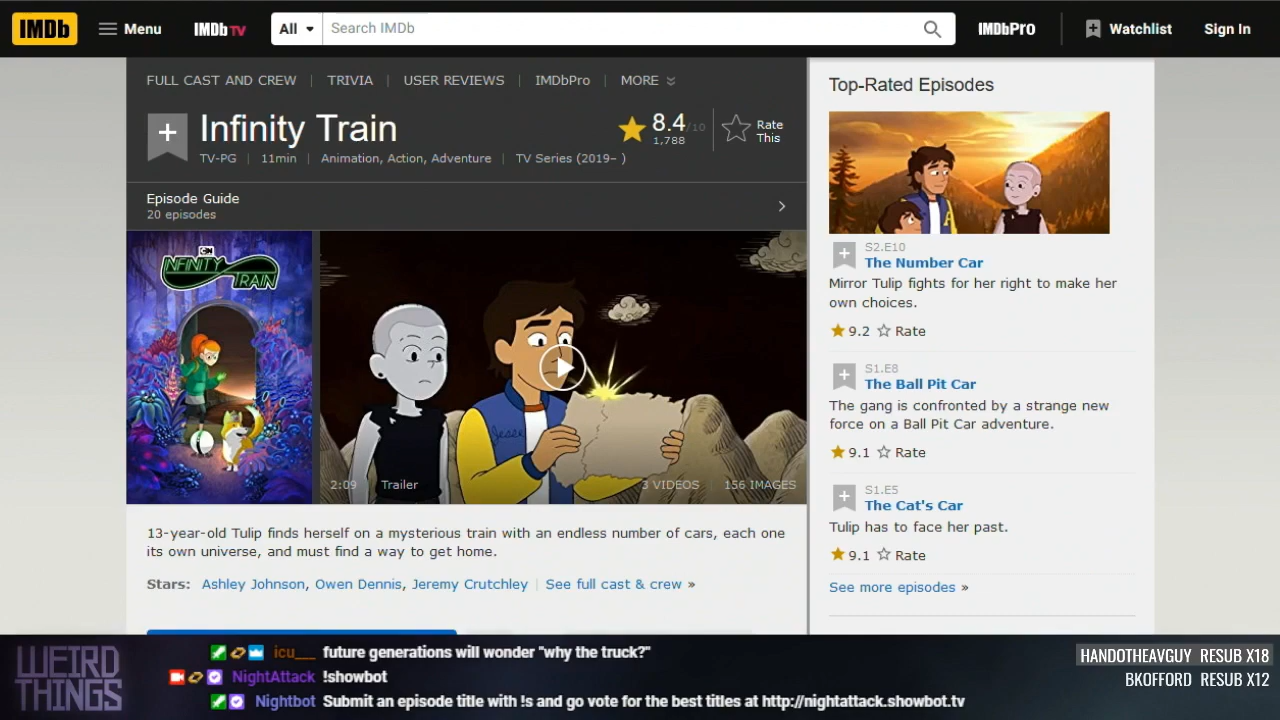 IMDb
Menu
IMDb TV
All
Search IMDb
IMDbPro
Watchlist
Sign In
FULL CAST AND CREW | TRIVIA | USER REVIEWS | IMDbPro | MORE
Infinity Train
8.4/10
1,788
Rate This
TV-PG | 11min | Animation, Action, Adventure | TV Series (2019– )
Episode Guide
20 episodes
CN
INFINITY TRAIN
Jesse
2:09 Trailer
3 VIDEOS | 156 IMAGES
13-year-old Tulip finds herself on a mysterious train with an endless number of cars, each one
its own universe, and must find a way to get home.
Stars: Ashley Johnson, Owen Dennis, Jeremy Crutchley | See full cast & crew »
Top-Rated Episodes
A
S2.E10
The Number Car
Mirror Tulip fights for her right to make her
own choices.
9.2 Rate
S1.E8
The Ball Pit Car
The gang is confronted by a strange new
force on a Ball Pit Car adventure.
9.1 Rate
S1.E5
The Cat's Car
Tulip has to face her past.
9.1 Rate
See more episodes »
WEIRD
THINGS
icu___ future generations will wonder "why the truck?"
NightAttack !showbot
Nightbot Submit an episode title with !s and go vote for the best titles at http://nightattack.showbot.tv
HANDOTHEAVGUY RESUB X18
BKOFFORD RESUB X12